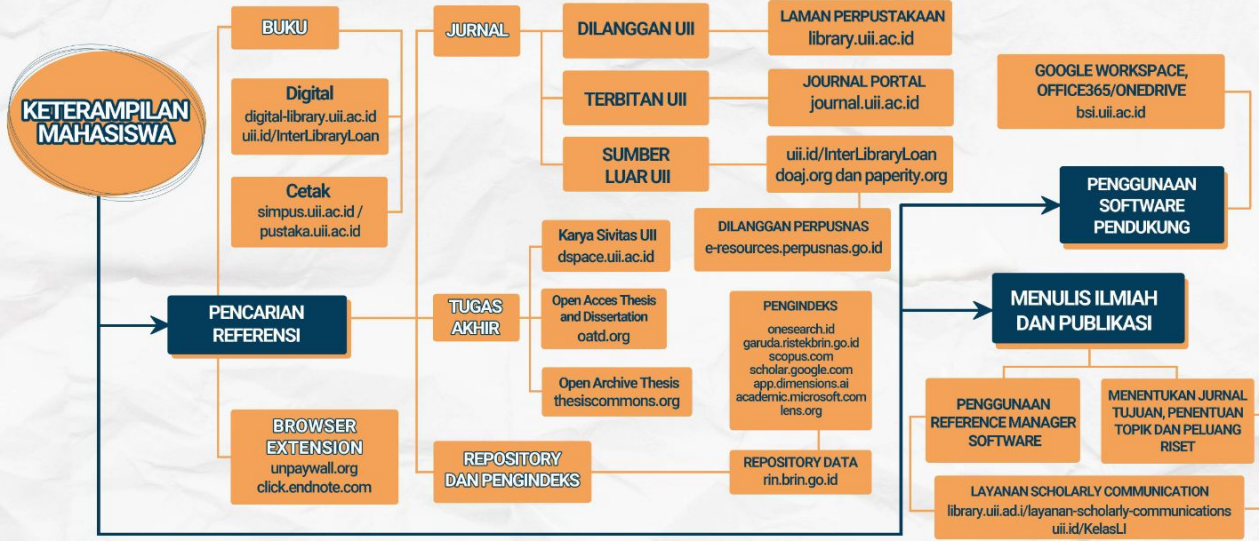 KETERAMPILAN
MAHASISWA
BUKU
Digital
digital-library.uii.ac.id
uii.id/InterLibraryLoan
Cetak
simpus.uii.ac.id /
pustaka.uii.ac.id
PENCARIAN
REFERENSI
BROWSER
EXTENSION
unpaywall.org
click.endnote.com
JURNAL
DILANGGAN UII
LAMAN PERPUSTAKAAN
library.uii.ac.id
TERBITAN UII
JOURNAL PORTAL
journal.uii.ac.id
SUMBER
LUAR UII
uii.id/InterLibraryLoan
doaj.org dan paperity.org
DILANGGAN PERPUSNAS
e-resources.perpusnas.go.id
TUGAS
AKHIR
Karya Sivitas UII
dspace.uii.ac.id
Open Acces Thesis
and Dissertation
oatd.org
Open Archive Thesis
thesiscommons.org
REPOSITORY
DAN PENGINDEKS
PENGINDEKS
onesearch.id
garuda.ristekbrin.go.id
scopus.com
scholar.google.com
app.dimensions.ai
academic.microsoft.com
lens.org
REPOSITORY DATA
rin.brin.go.id
GOOGLE WORKSPACE,
OFFICE365/ONEDRIVE
bsi.uii.ac.id
PENGGUNAAN
SOFTWARE
PENDUKUNG
MENULIS ILMIAH
DAN PUBLIKASI
PENGGUNAAN
REFERENCE MANAGER
SOFTWARE
MENENTUKAN JURNAL
TUJUAN, PENENTUAN
TOPIK DAN PELUANG
RISET
LAYANAN SCHOLARLY COMMUNICATION
library.uii.ad.i/layanan-scholarly-communications
uii.id/KelasLI